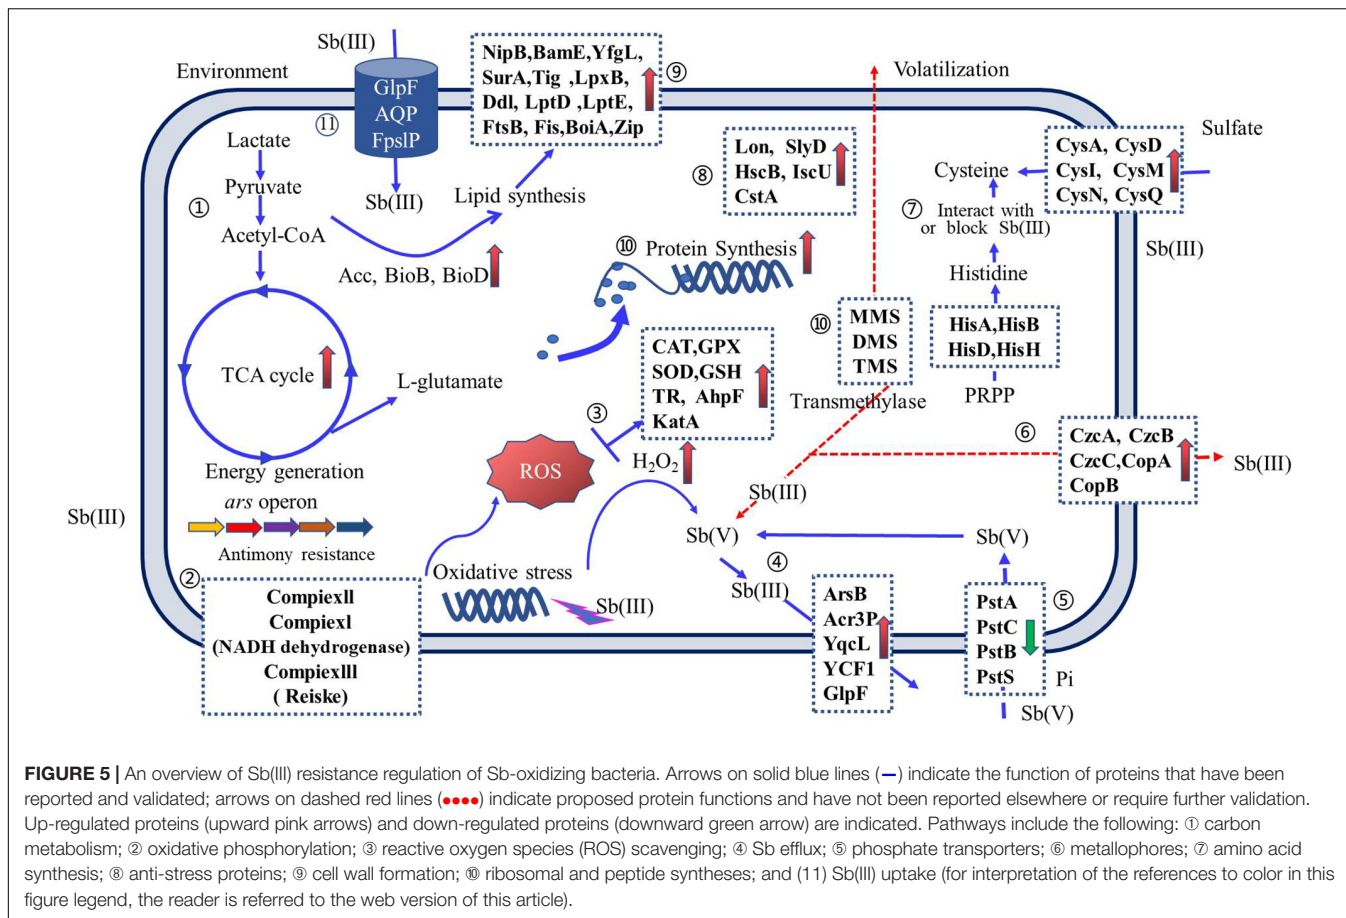 Sb(III)
Environment
GlpF
AQP
FpslP
⑪
Sb(III)
NipB,BamE,YfgL,
SurA,Tig ,LpxB,
Ddl, LptD ,LptE,
FtsB, Fis,BoiA,Zip
⑨
Lipid synthesis
Lactate
Pyruvate
①
Acetyl-CoA
Acc, BioB, BioD
TCA cycle
L-glutamate
Energy generation
ars operon
Antimony resistance
Sb(III)
②
CompiexⅡ
CompiexⅠ
(NADH dehydrogenase)
CompiexⅢ
( Reiske)
Volatilization
Lon, SlyD
HscB, IscU
CstA
⑧
⑩ Protein Synthesis
CAT,GPX
SOD,GSH
TR, AhpF
KatA
③
H₂O₂
ROS
Oxidative stress
Sb(III)
⑩
MMS
DMS
TMS
Transmethylase
Sb(III)
Sb(V)
④
Sb(III)
ArsB
Acr3P
YqcL
YCF1
GlpF
Sulfate
CysA, CysD
CysI, CysM
CysN, CysQ
Cysteine
⑦
Interact with
or block Sb(III)
Sb(III)
Histidine
HisA,HisB
HisD,HisH
PRPP
⑥
CzcA, CzcB
CzcC,CopA
CopB
Sb(III)
Sb(V)
⑤
PstA
PstC
PstB
PstS
Pi
Sb(V)
FIGURE 5 | An overview of Sb(III) resistance regulation of Sb-oxidizing bacteria. Arrows on solid blue lines (–) indicate the function of proteins that have been
reported and validated; arrows on dashed red lines (●●●●) indicate proposed protein functions and have not been reported elsewhere or require further validation.
Up-regulated proteins (upward pink arrows) and down-regulated proteins (downward green arrow) are indicated. Pathways include the following: ① carbon
metabolism; ② oxidative phosphorylation; ③ reactive oxygen species (ROS) scavenging; ④ Sb efflux; ⑤ phosphate transporters; ⑥ metallophores; ⑦ amino acid
synthesis; ⑧ anti-stress proteins; ⑨ cell wall formation; ⑩ ribosomal and peptide syntheses; and (11) Sb(III) uptake (for interpretation of the references to color in this
figure legend, the reader is referred to the web version of this article).